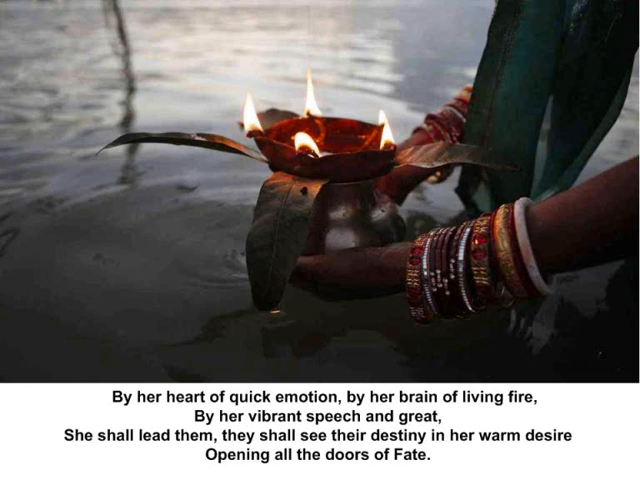 By her heart of quick emotion, by her brain of living fire,
By her vibrant speech and great,
She shall lead them, they shall see their destiny in her warm desire
Opening all the doors of Fate.